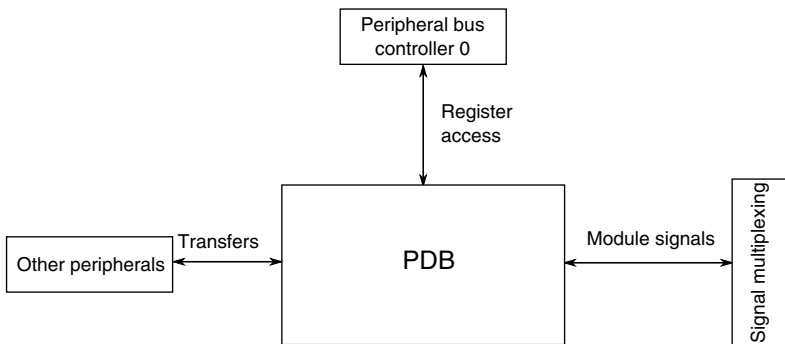 Peripheral bus
controller 0
Register
access
Transfers
Other peripherals
PDB
Module signals
Signal multiplexing